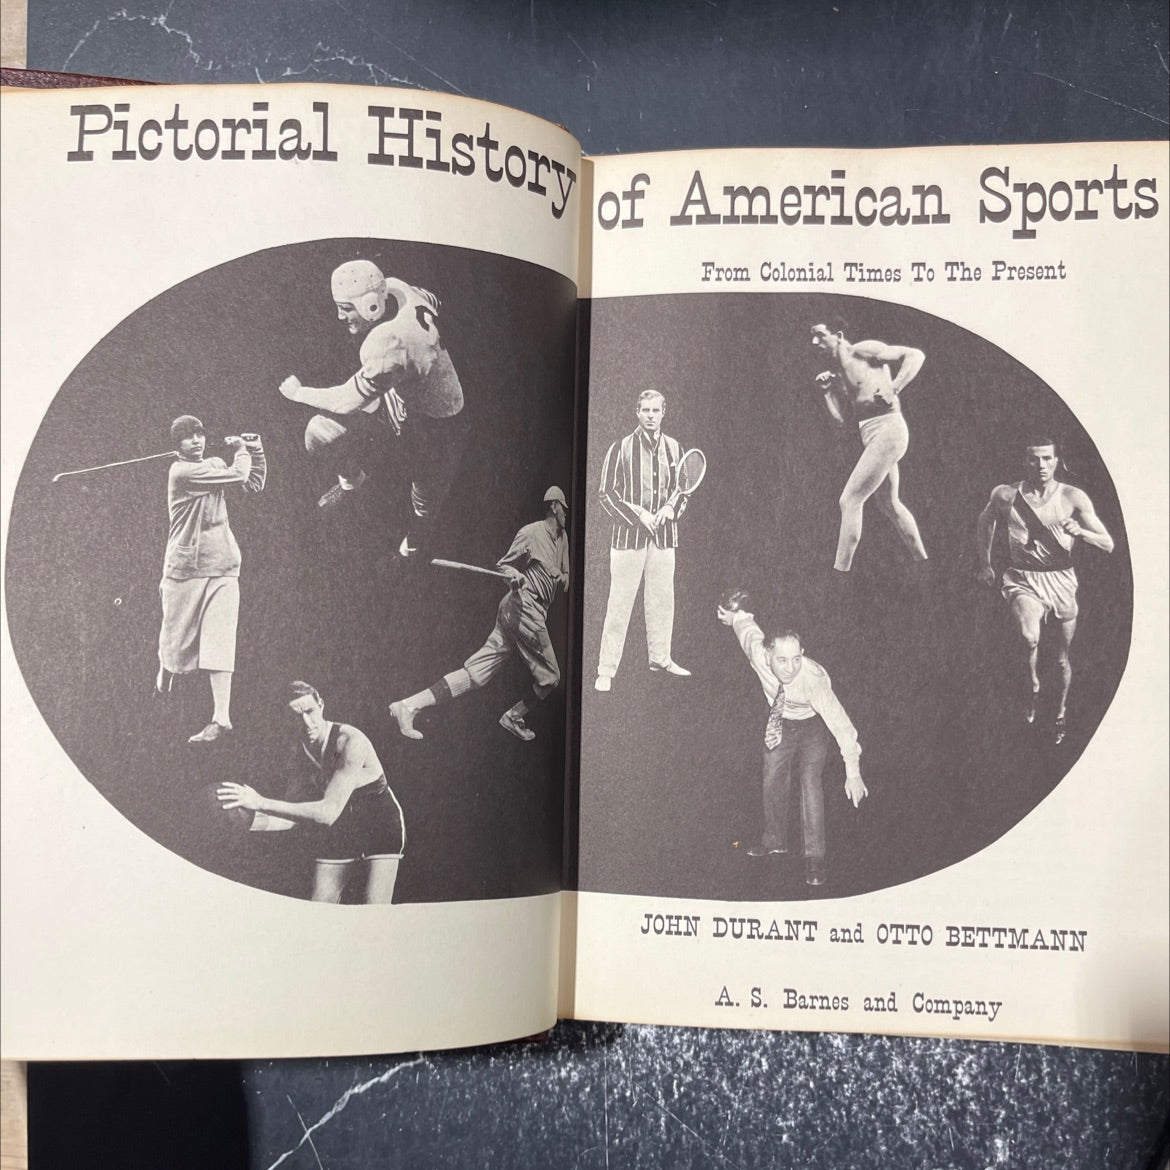 Pictorial History of American Sports
From Colonial Times To The Present
JOHN DURANT and OTTO BETTMANN
A. S. Barnes and Company